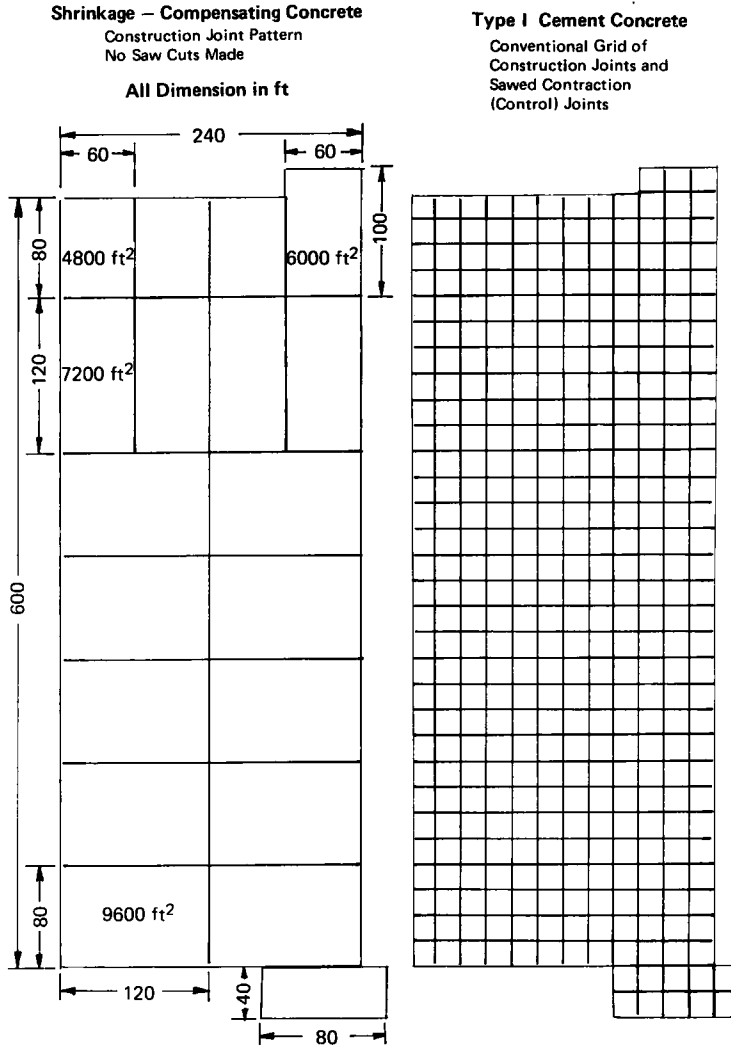 Shrinkage – Compensating Concrete
Construction Joint Pattern
No Saw Cuts Made
All Dimension in ft
Type I Cement Concrete
Conventional Grid of
Construction Joints and
Sawed Contraction
(Control) Joints
240
60
60
80
4800 ft²
6000 ft²
100
120
7200 ft²
600
80
9600 ft²
120
40
80